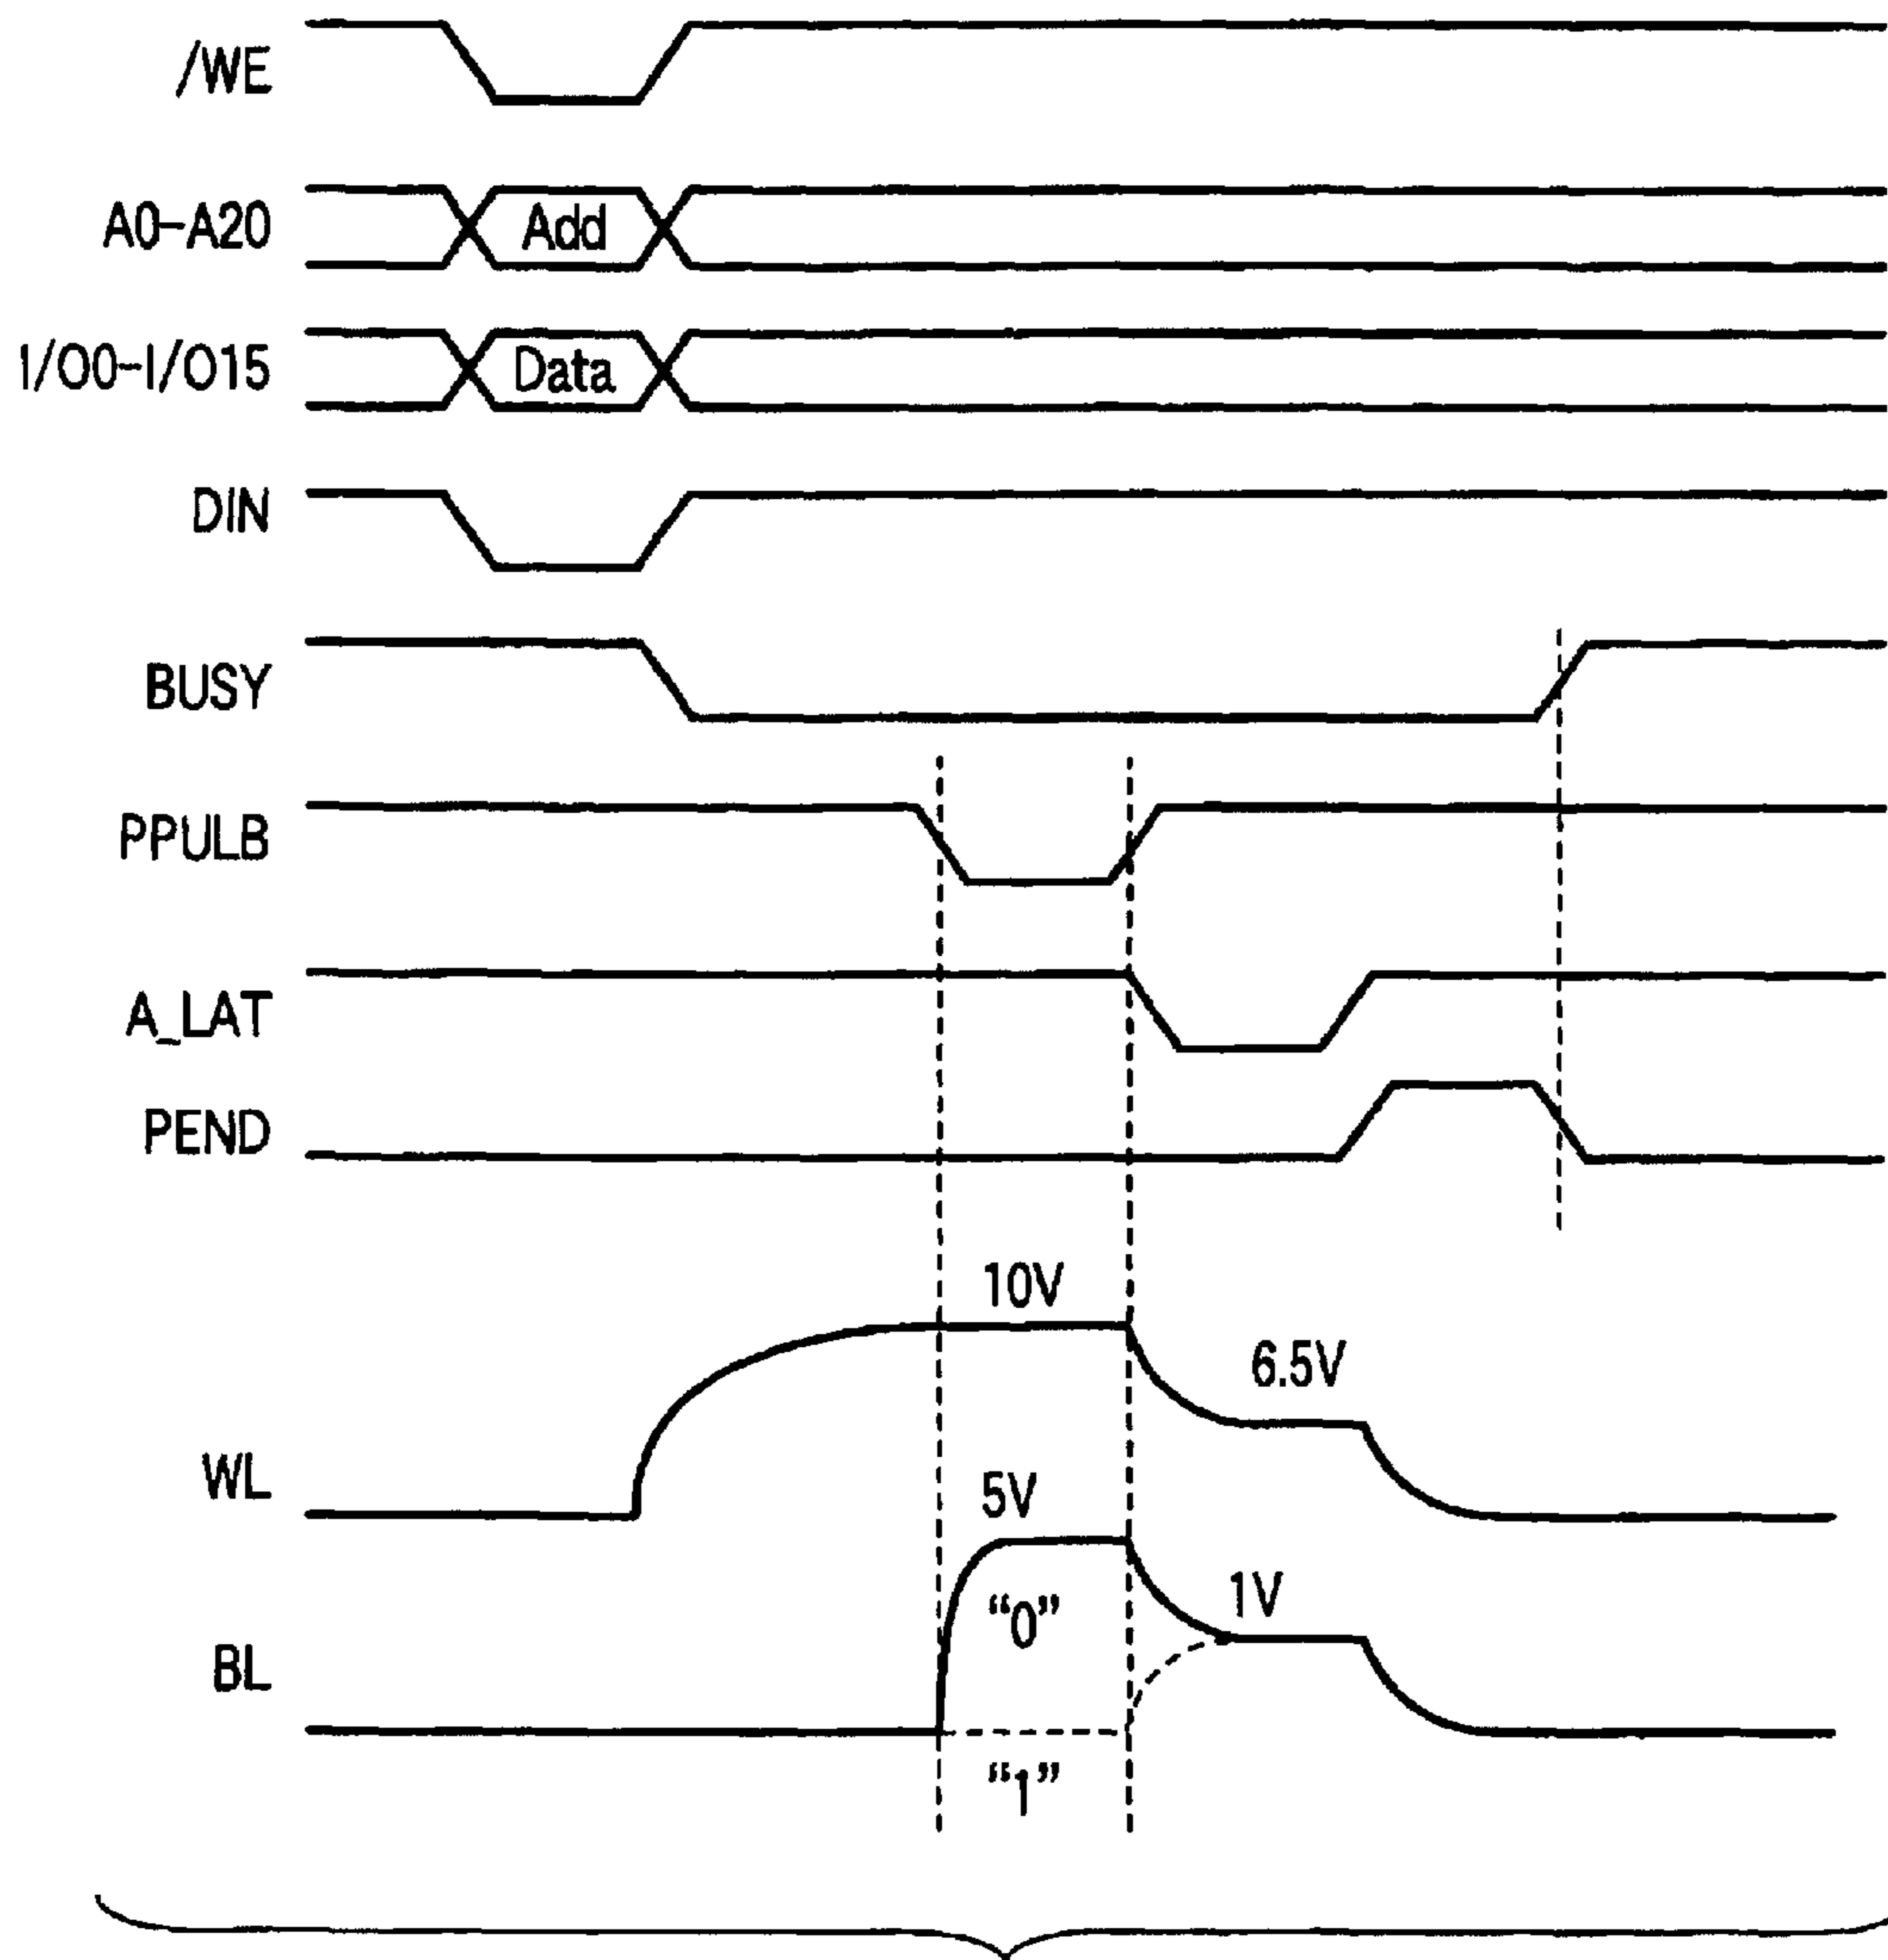 /WE
A0-A20 Add
I/O0-I/O15 Data
DIN
BUSY
PPULB
A_LAT
PEND
10V
6.5V
WL
5V
1V
“0”
BL
“1”